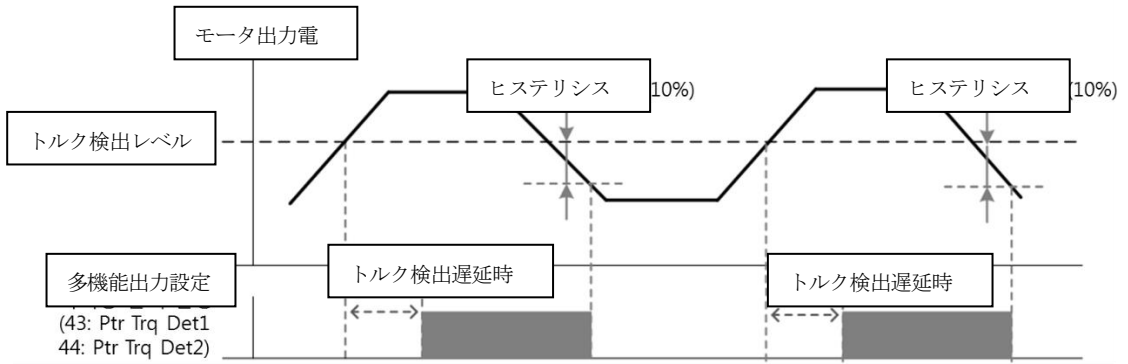 モータ出力電
ヒステリシス
10%)
ヒステリシス
(10%)
トルク検出レベル
多機能出力設定
トルク検出遅延時
トルク検出遅延時
(43: Ptr Trq Det1
44: Ptr Trq Det2)